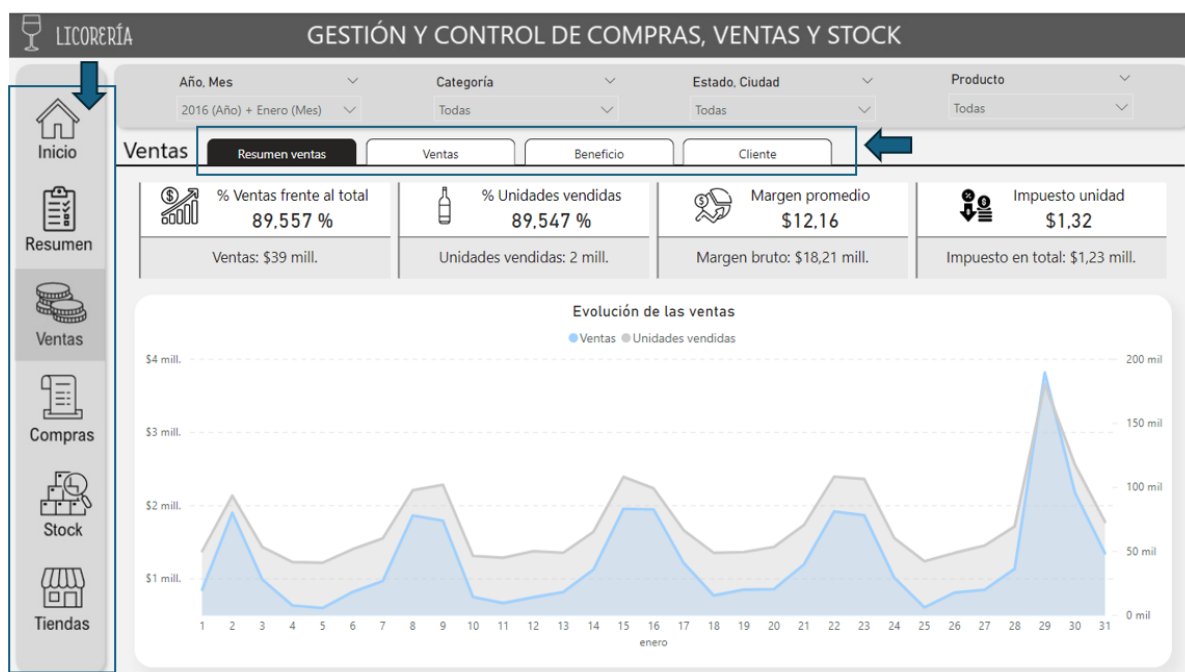 LICORERÍA
GESTIÓN Y CONTROL DE COMPRAS, VENTAS Y STOCK
Año, Mes
Categoría
Estado, Ciudad
Producto
2016 (Año) + Enero (Mes)
Todas
Todas
Todas
Inicio
Resumen
Ventas
Compras
Stock
Tiendas
Ventas
Resumen ventas
Ventas
Beneficio
Cliente
% Ventas frente al total
89,557 %
Ventas: $39 mill.
% Unidades vendidas
89,547 %
Unidades vendidas: 2 mill.
Margen promedio
$12,16
Margen bruto: $18,21 mill.
Impuesto unidad
$1,32
Impuesto en total: $1,23 mill.
Evolución de las ventas
Ventas Unidades vendidas
$4 mill.
$3 mill.
$2 mill.
$1 mill.
200 mil
150 mil
100 mil
50 mil
0 mil
1 2 3 4 5 6 7 8 9 10 11 12 13 14 15 16 17 18 19 20 21 22 23 24 25 26 27 28 29 30 31
enero